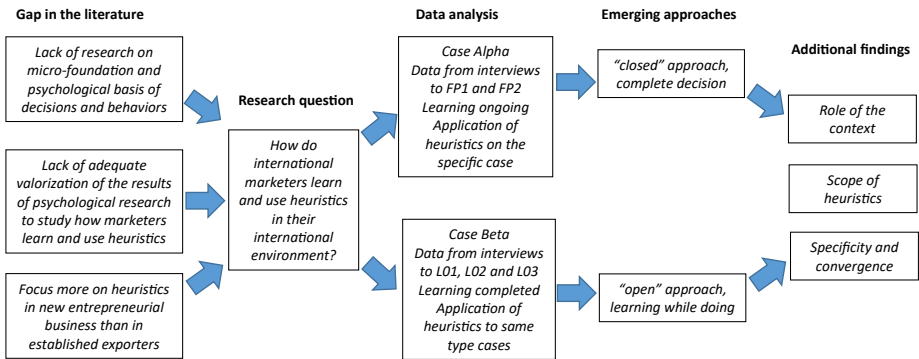 Gap in the literature
Lack of research on
micro-foundation and
psychological basis of
decisions and behaviors
Lack of adequate
valorization of the results
of psychological research
to study how marketers
learn and use heuristics
Focus more on heuristics
in new entrepreneurial
business than in
established exporters
Research question
How do
international
marketers learn
and use heuristics
in their
international
environment?
Data analysis
Case Alpha
Data from interviews
to FP1 and FP2
Learning ongoing
Application of
heuristics on the
specific case
Case Beta
Data from interviews
to L01, L02 and L03
Learning completed
Application of
heuristics to same
type cases
Emerging approaches
“closed” approach,
complete decision
“open” approach,
learning while doing
Additional findings
Role of the
context
Scope of
heuristics
Specificity and
convergence